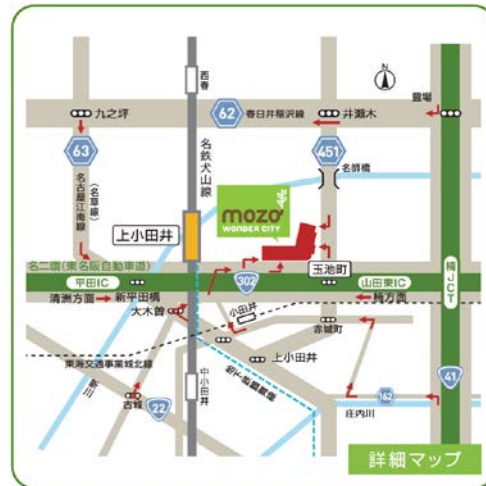 西春
N
豊場
九之坪
62
春日井稲沢線
井瀬木
63
名古屋江南線
(名草線)
名鉄犬山線
451
名師橋
mozo
WONDER CITY
上小田井
名二環(東名阪自動車道)
平田IC
302
玉池町
山田東IC
楠JCT
清洲方面
新平田橋
大木曽
小田井
楠方面
赤城町
東海交通事業城北線
上小田井
中小田井
新川
古城
22
162
庄内川
41
詳細マップ